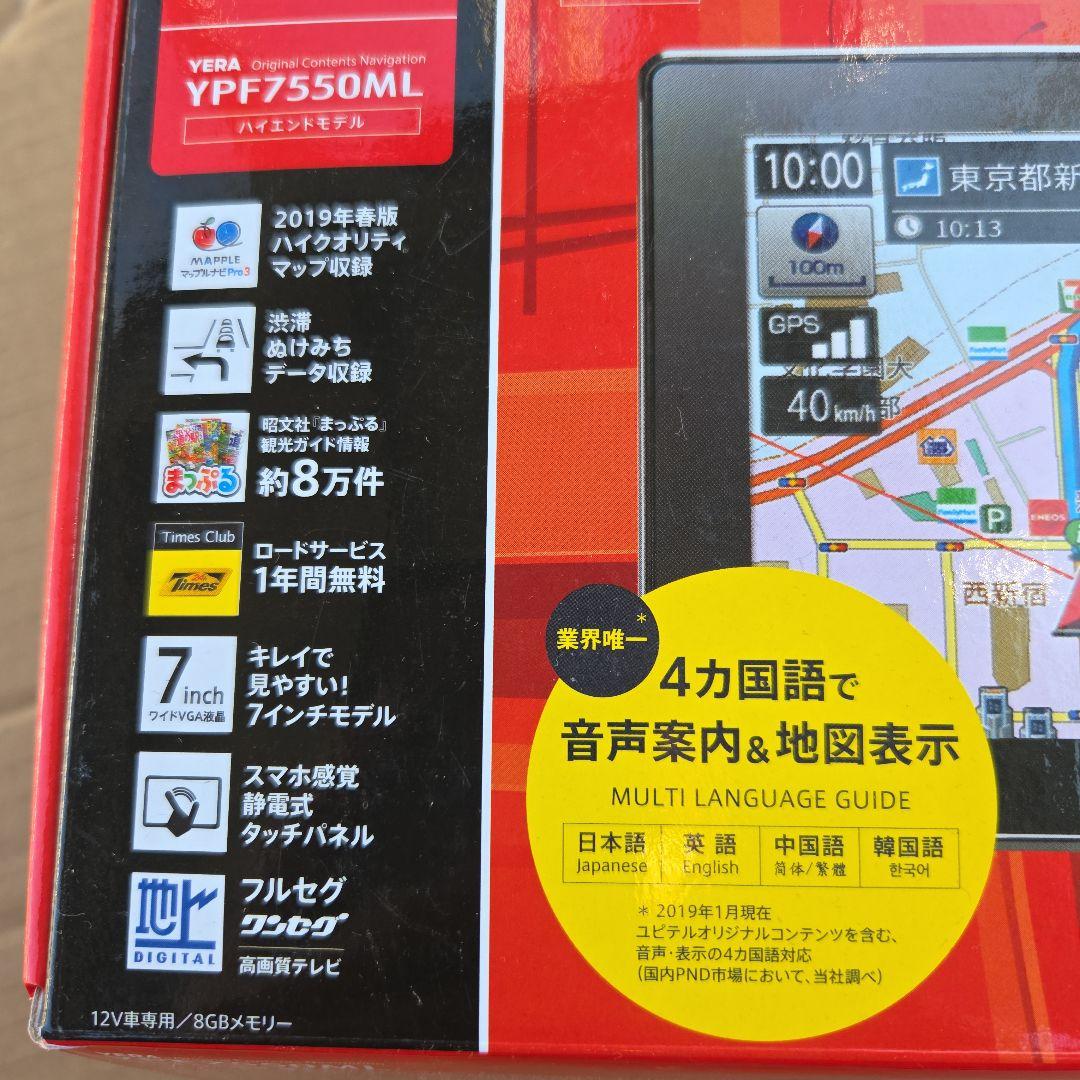 YERA Original Contents Navigation
YPF7550ML
ハイエンドモデル
MAPPLE
マップルナビPro3
2019年春版
ハイクオリティ
マップ収録
渋滞
ぬけみち
データ収録
まっぷる
昭文社『まっぷる』
観光ガイド情報
約8万件
Times Club
24h
Times
ロードサービス
1年間無料
7inch
ワイドVGA液晶
キレイで
見やすい!
7インチモデル
スマホ感覚
静電式
タッチパネル
地上
DIGITAL
フルセグ
ワンセグ
高画質テレビ
12V車専用/8GBメモリー
10:00
東京都新
10:13
100m
GPS
40km/h
FamilyMart
FamilyMart
P
ENEOS
西新宿
業界唯一*
4カ国語で
音声案内&地図表示
MULTI LANGUAGE GUIDE
日本語 英語 中国語 韓国語
Japanese English 简体/繁體 한국어
* 2019年1月現在
ユピテルオリジナルコンテンツを含む、
音声・表示の4カ国語対応
(国内PND市場において、当社調べ)